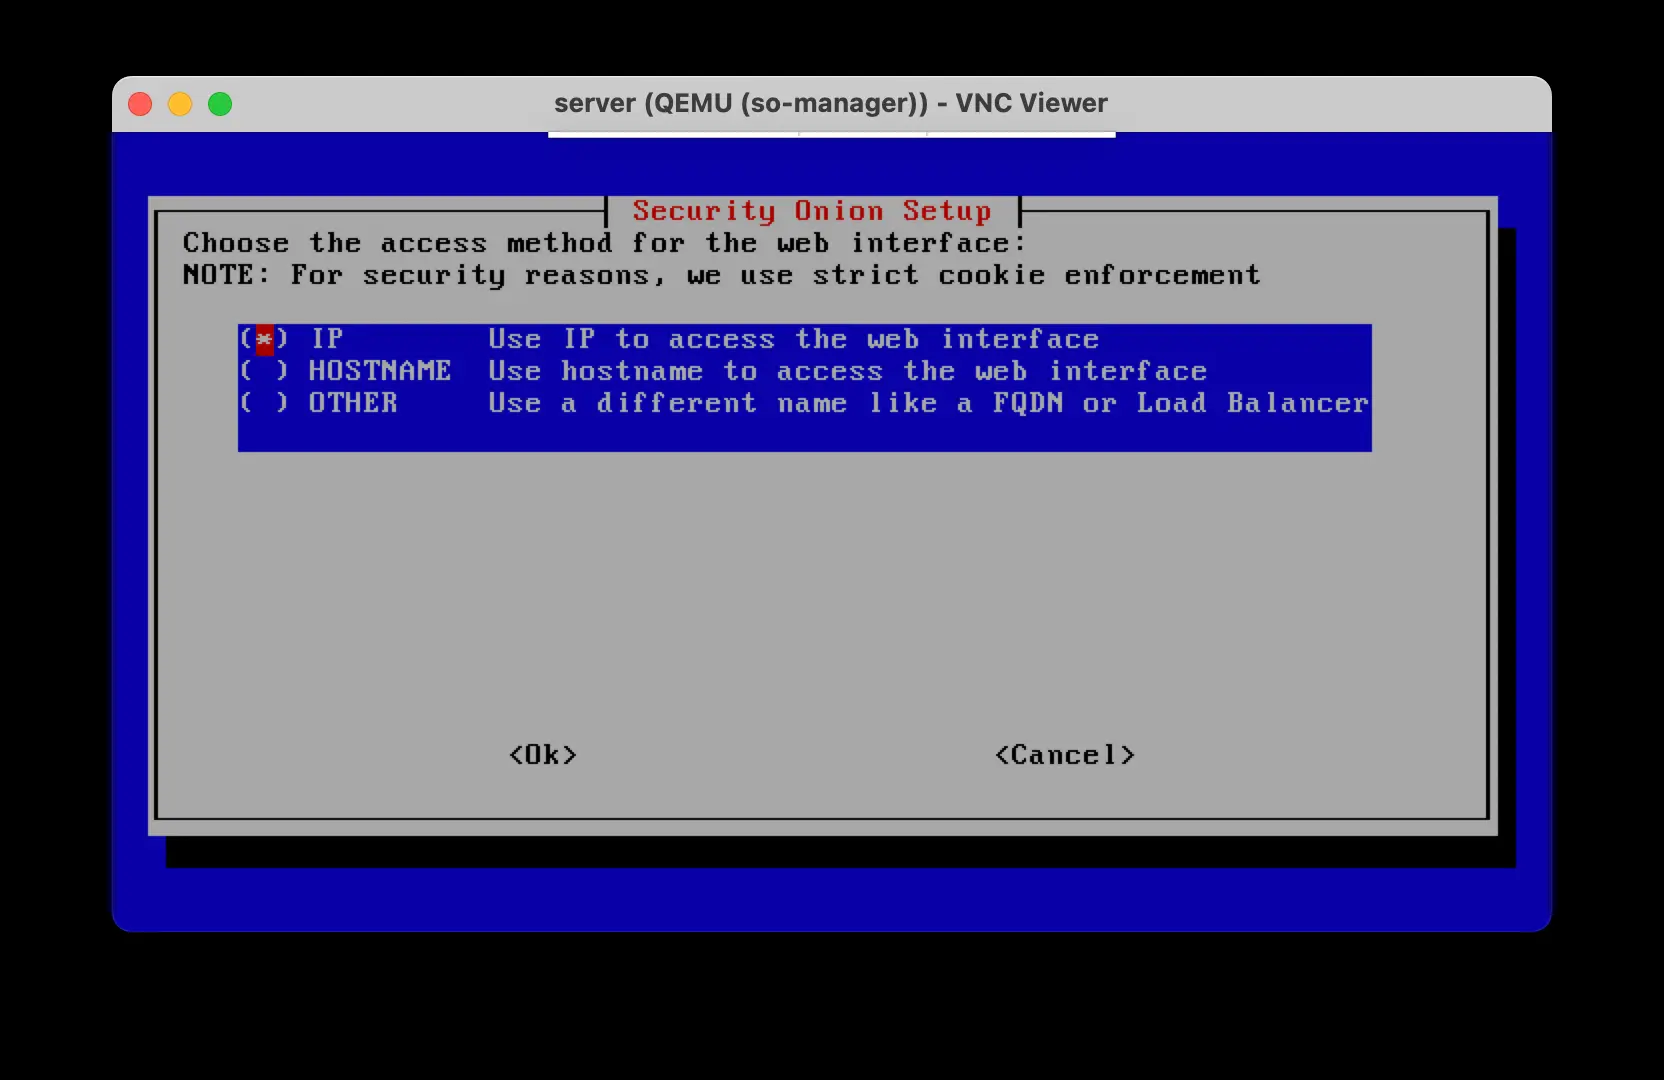 server (QEMU (so-manager)) - VNC Viewer
Security Onion Setup
Choose the access method for the web interface:
NOTE: For security reasons, we use strict cookie enforcement
(*) IP Use IP to access the web interface
( ) HOSTNAME Use hostname to access the web interface
( ) OTHER Use a different name like a FQDN or Load Balancer
<Ok> <Cancel>